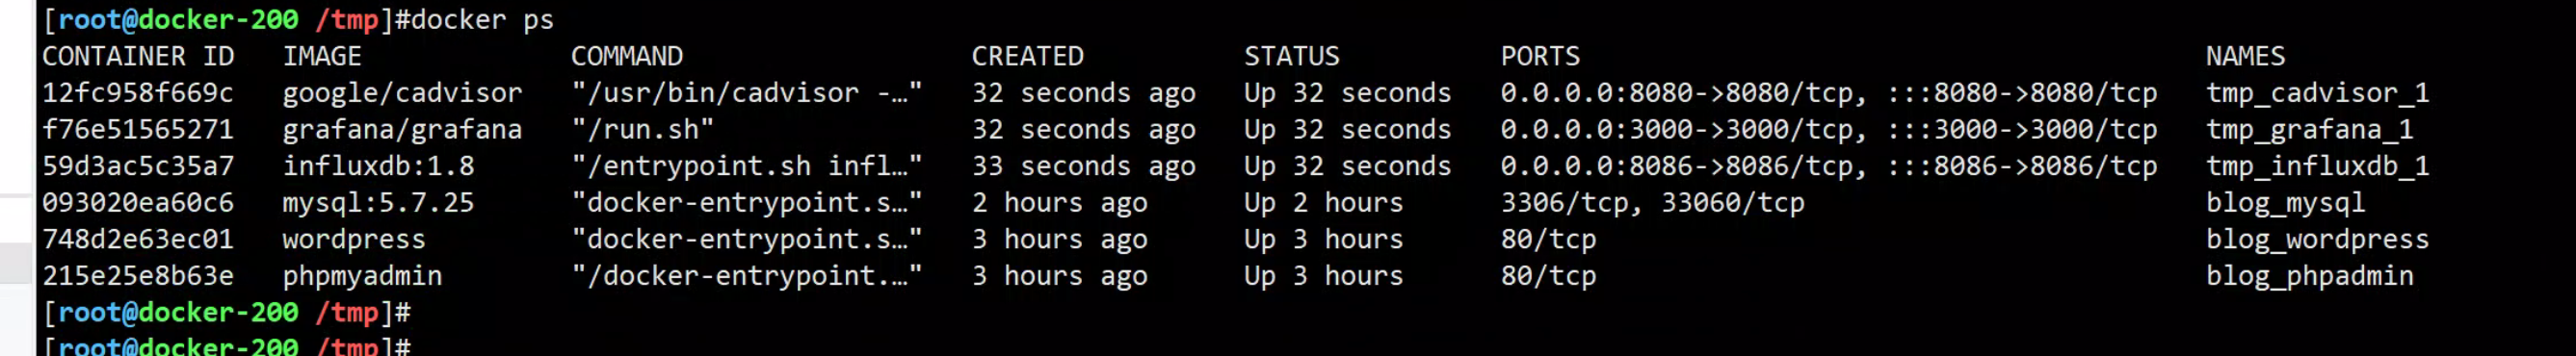 [root@docker-200 /tmp]#docker ps
CONTAINER ID   IMAGE             COMMAND                  CREATED          STATUS          PORTS                                       NAMES
12fc958f669c   google/cadvisor   "/usr/bin/cadvisor -…"   32 seconds ago   Up 32 seconds   0.0.0.0:8080->8080/tcp, :::8080->8080/tcp   tmp_cadvisor_1
f76e51565271   grafana/grafana   "/run.sh"                32 seconds ago   Up 32 seconds   0.0.0.0:3000->3000/tcp, :::3000->3000/tcp   tmp_grafana_1
59d3ac5c35a7   influxdb:1.8      "/entrypoint.sh infl…"   33 seconds ago   Up 32 seconds   0.0.0.0:8086->8086/tcp, :::8086->8086/tcp   tmp_influxdb_1
093020ea60c6   mysql:5.7.25      "docker-entrypoint.s…"   2 hours ago      Up 2 hours      3306/tcp, 33060/tcp                         blog_mysql
748d2e63ec01   wordpress         "docker-entrypoint.s…"   3 hours ago      Up 3 hours      80/tcp                                      blog_wordpress
215e25e8b63e   phpmyadmin        "/docker-entrypoint.…"   3 hours ago      Up 3 hours      80/tcp                                      blog_phpadmin
[root@docker-200 /tmp]#
[root@docker-200 /tmp]#